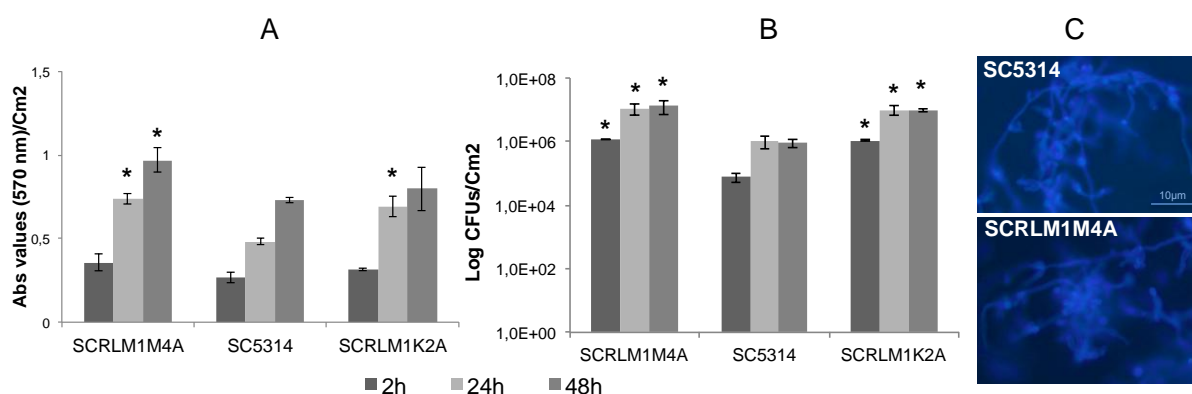 A
B
C
Abs values (570 nm)/Cm2
1,5
1
0,5
0
SCRLM1M4A SC5314 SCRLM1K2A
* * *
Log CFUs/Cm2
1,0E+08
1,0E+06
1,0E+04
1,0E+02
1,0E+00
SCRLM1M4A SC5314 SCRLM1K2A
* * * * * *
2h 24h 48h
SC5314
10µm
SCRLM1M4A